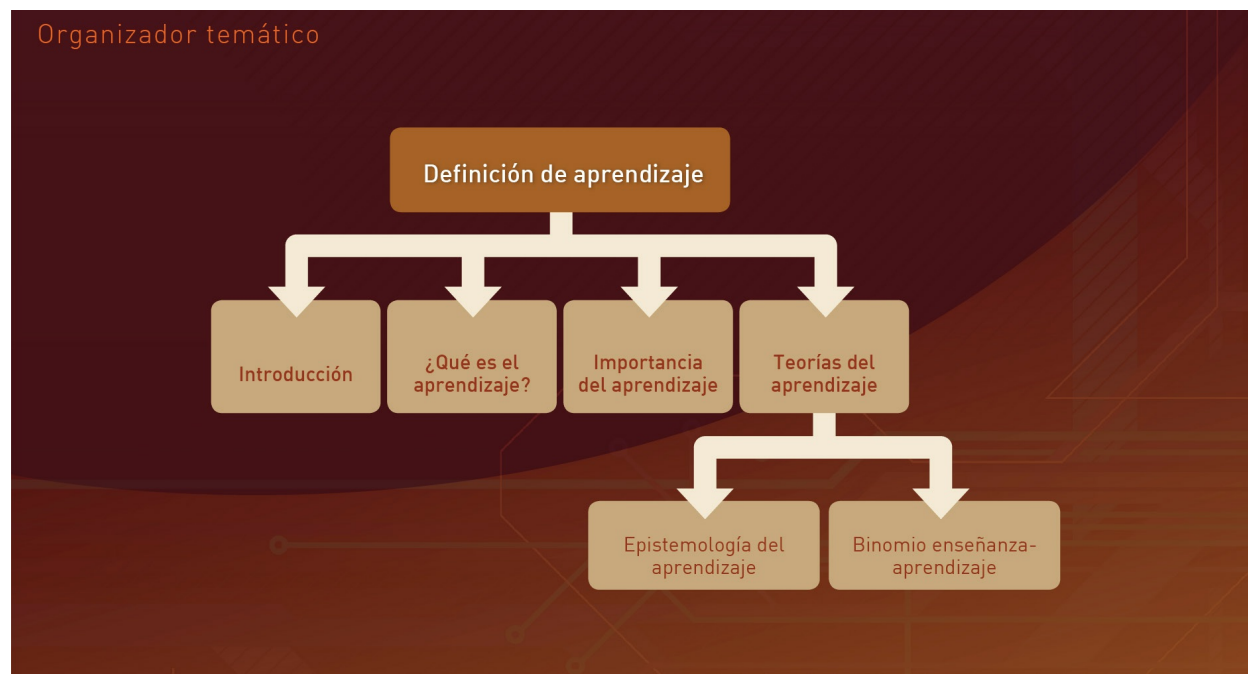 Organizador temático
Definición de aprendizaje
Introducción
¿Qué es el
aprendizaje?
Importancia
del aprendizaje
Teorías del
aprendizaje
Epistemología del
aprendizaje
Binomio enseñanza-
aprendizaje